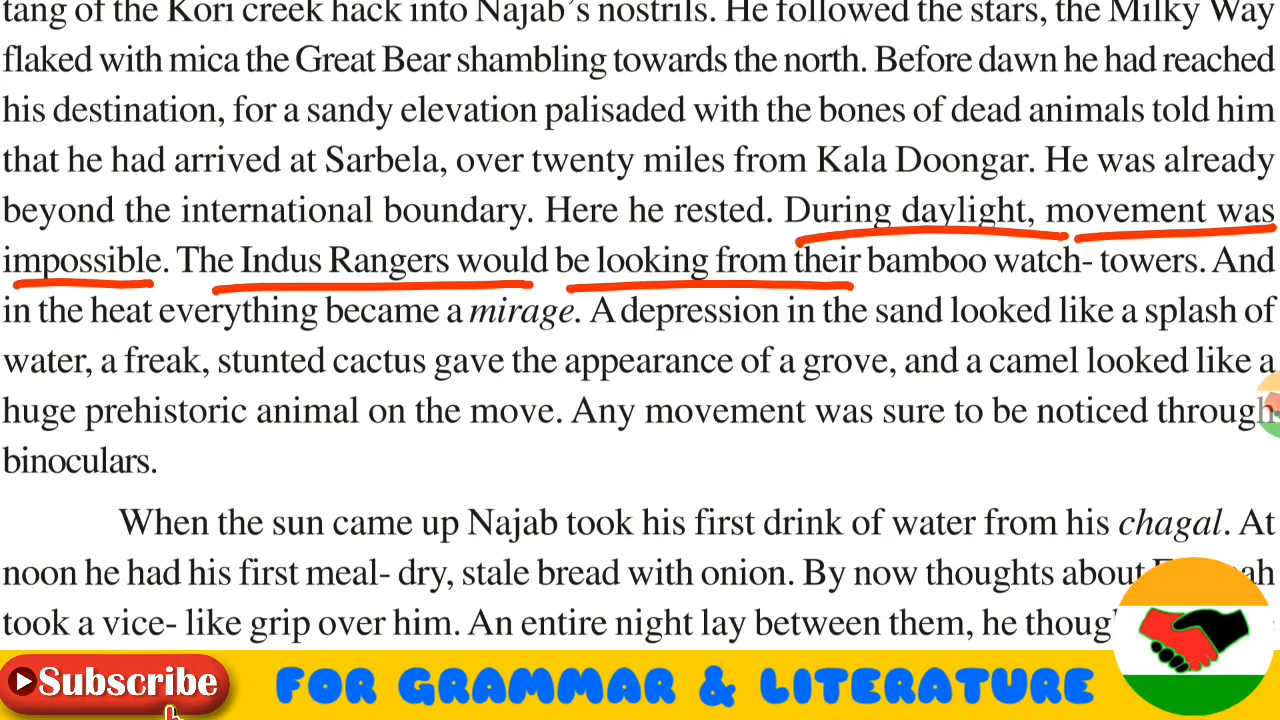 tang of the Kori creek hack into Najab's nostrils. He followed the stars, the Milky Way
flaked with mica the Great Bear shambling towards the north. Before dawn he had reached
his destination, for a sandy elevation palisaded with the bones of dead animals told him
that he had arrived at Sarbela, over twenty miles from Kala Doongar. He was already
beyond the international boundary. Here he rested. During daylight, movement was
impossible. The Indus Rangers would be looking from their bamboo watch- towers. And
in the heat everything became a mirage. A depression in the sand looked like a splash of
water, a freak, stunted cactus gave the appearance of a grove, and a camel looked like a
huge prehistoric animal on the move. Any movement was sure to be noticed through
binoculars.
When the sun came up Najab took his first drink of water from his chagal. At
noon he had his first meal- dry, stale bread with onion. By now thoughts about
took a vice- like grip over him. An entire night lay between them, he
Subscribe
FOR GRAMMAR & LITERATURE